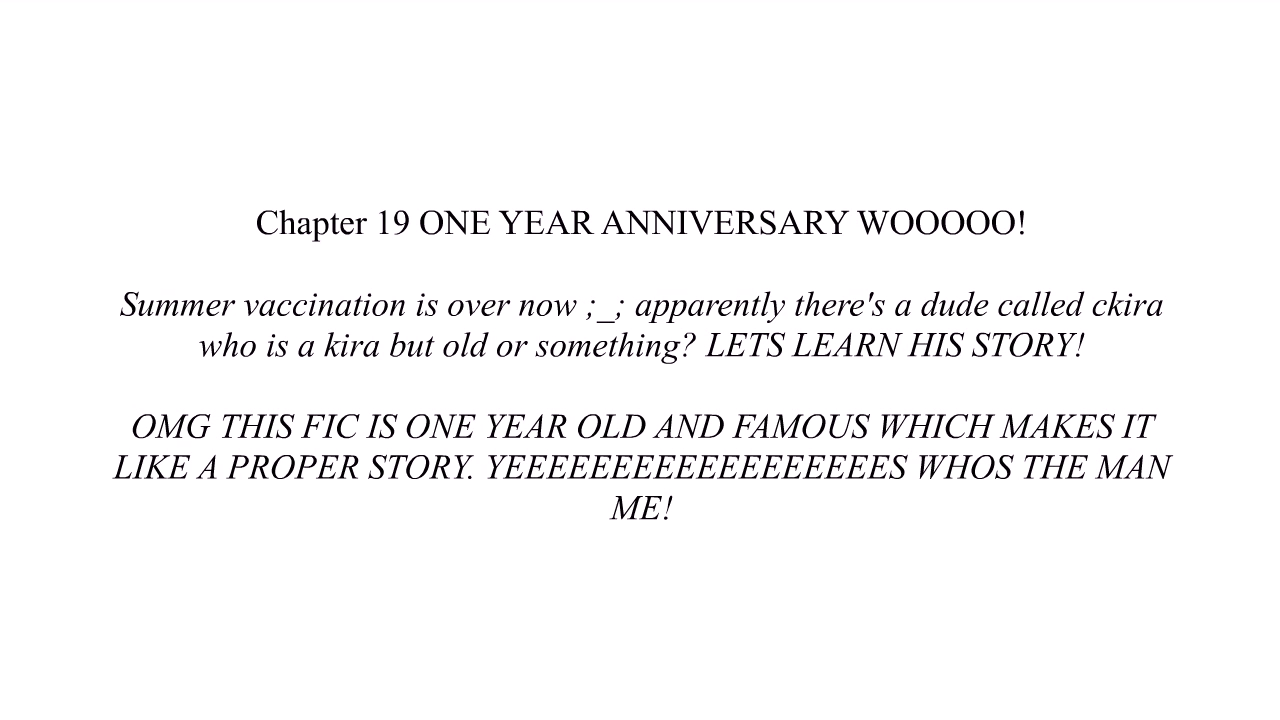 Chapter 19 ONE YEAR ANNIVERSARY WOOOOO!
Summer vaccination is over now ;_; apparently there's a dude called ckira
who is a kira but old or something? LETS LEARN HIS STORY!
OMG THIS FIC IS ONE YEAR OLD AND FAMOUS WHICH MAKES IT
LIKE A PROPER STORY. YEEEEEEEEEEEEEEEEEEES WHOS THE MAN
ME!